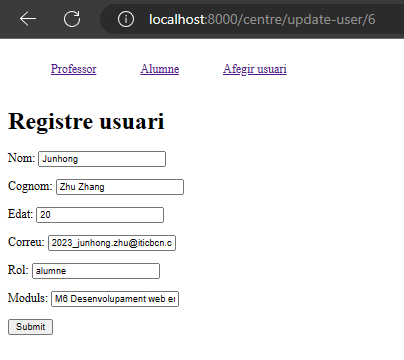 localhost:8000/centre/update-user/6
Professor Alumne Afegir usuari
Registre usuari
Nom: Junhong
Cognom: Zhu Zhang
Edat: 20
Correu: 2023_junhong.zhu@iticbcn.c
Rol: alumne
Moduls: M6 Desenvolupament web e
Submit